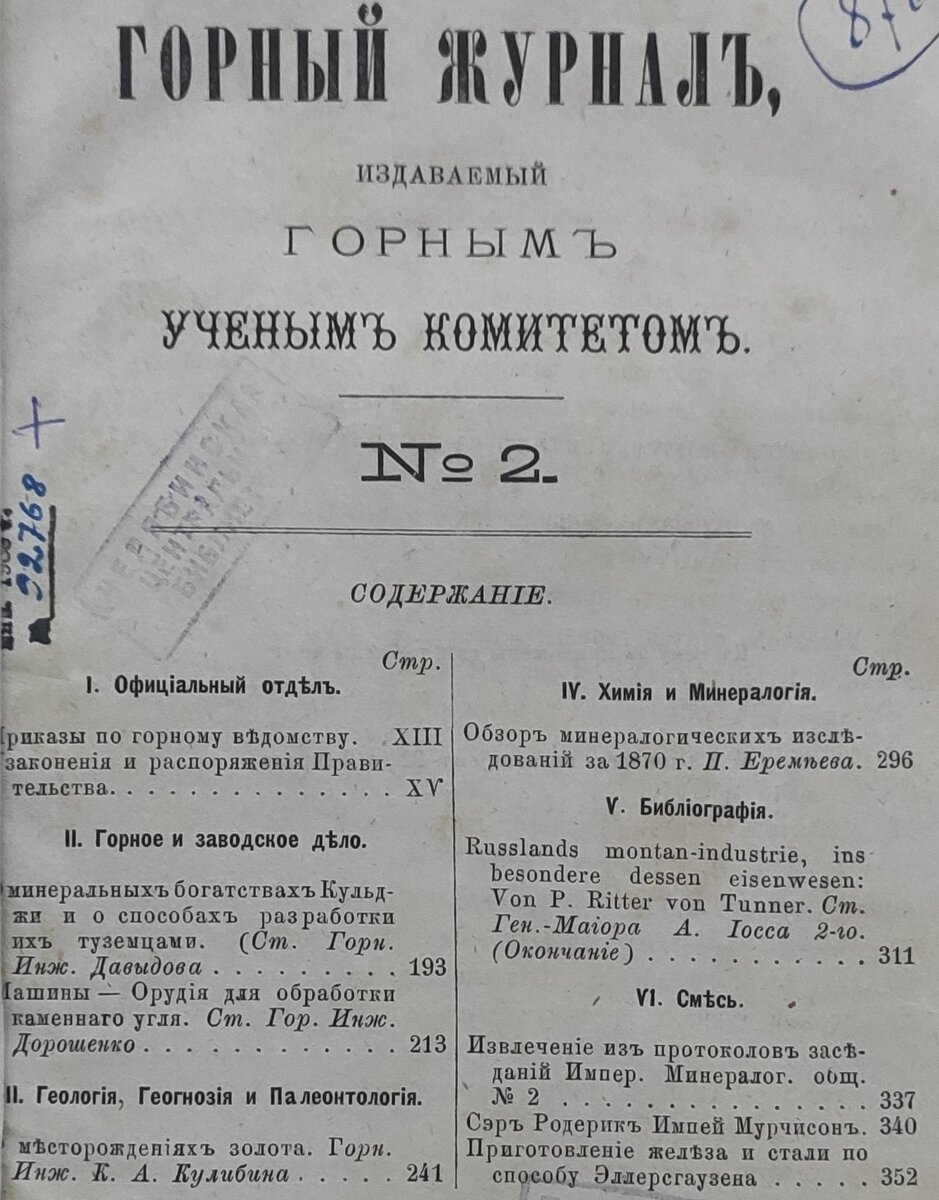 ГОРНЫЙ ЖУРНАЛЪ,
ИЗДАВАЕМЫЙ
ГОРНЫМЪ
УЧЕНЫМЪ КОМИТЕТОМЪ.
№ 2.
92768
СОДЕРЖАНІЕ.
Стр.
I. Офиціальный отдѣлъ.
риказы по горному вѣдомству. XIII
законенія и распоряженія Прави-
тельства. . . . . . . . . . . . . . XV
II. Горное и заводское дѣло.
минеральныхъ богатствахъ Кульд-
жи и о способахъ разработки
ихъ туземцами. (Ст. Горн.
Инж. Давыдова . . . . . . . . . . 193
Машины — Орудія для обработки
каменнаго угля. Ст. Гор. Инж.
Дорошенко . . . . . . . . . . . . 213
II. Геологія, Геогнозія и Палеонтологія.
мѣсторожденіяхъ золота. Горн.
Инж. К. А. Кулибина . . . . . 241
Стр.
IV. Химія и Минералогія.
Обзоръ минералогическихъ изслѣ-
дованій за 1870 г. П. Еремѣева. 296
V. Библіографія.
Russlands montan-industrie, ins
besondere dessen eisenwesen:
Von P. Ritter von Tunner. Ст.
Ген.-Маіора А. Іосса 2-го.
(Окончаніе) . . . . . . . . . . . 311
VI. Смѣсь.
Извлеченіе изъ протоколовъ засѣ-
даній Импер. Минералог. общ.
№ 2 . . . . . . . . . . . . . . . 337
Сэръ Родерикъ Импей Мурчисонъ. 340
Приготовленіе желѣза и стали по
способу Эллерсгаузена . . . . . 352